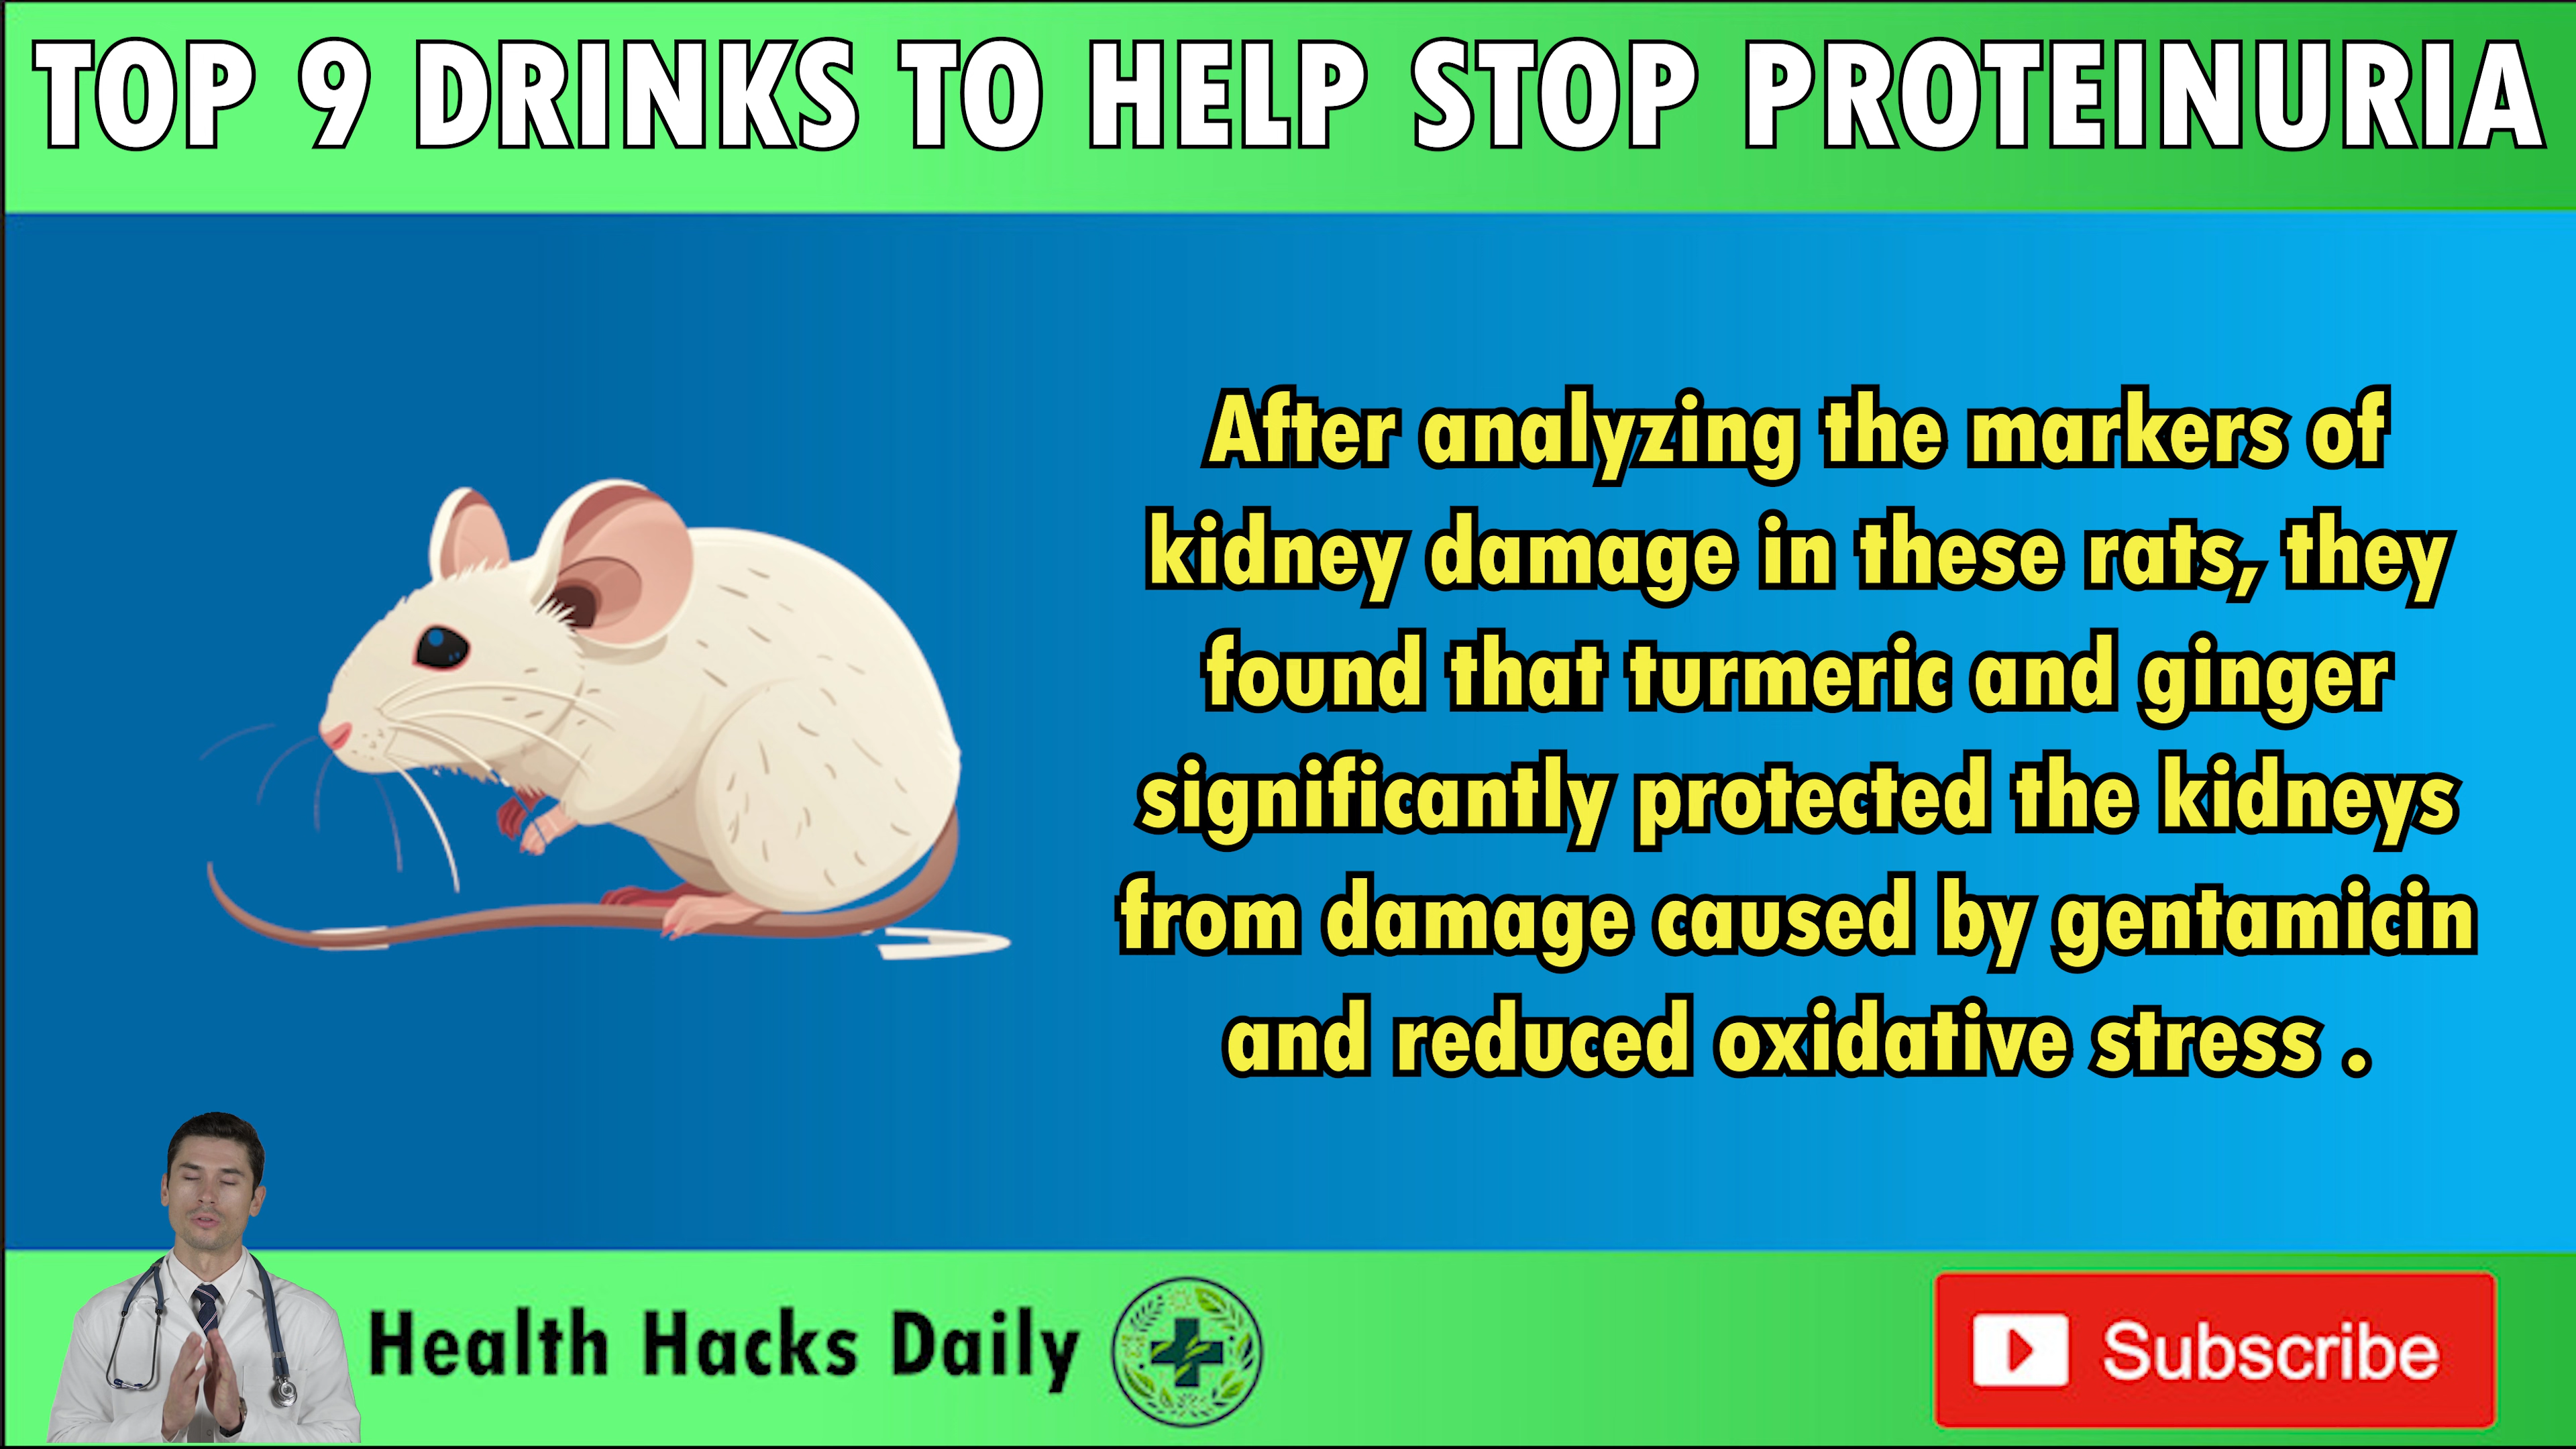 TOP 9 DRINKS TO HELP STOP PROTEINURIA
After analyzing the markers of
kidney damage in these rats, they
found that turmeric and ginger
significantly protected the kidneys
from damage caused by gentamicin
and reduced oxidative stress .
Health Hacks Daily
Subscribe